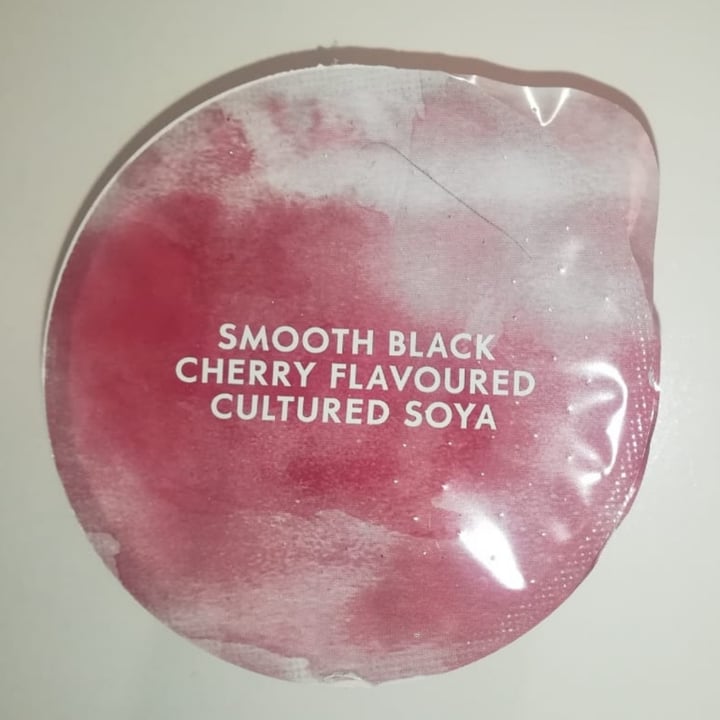 SMOOTH BLACK
CHERRY FLAVOURED
CULTURED SOYA